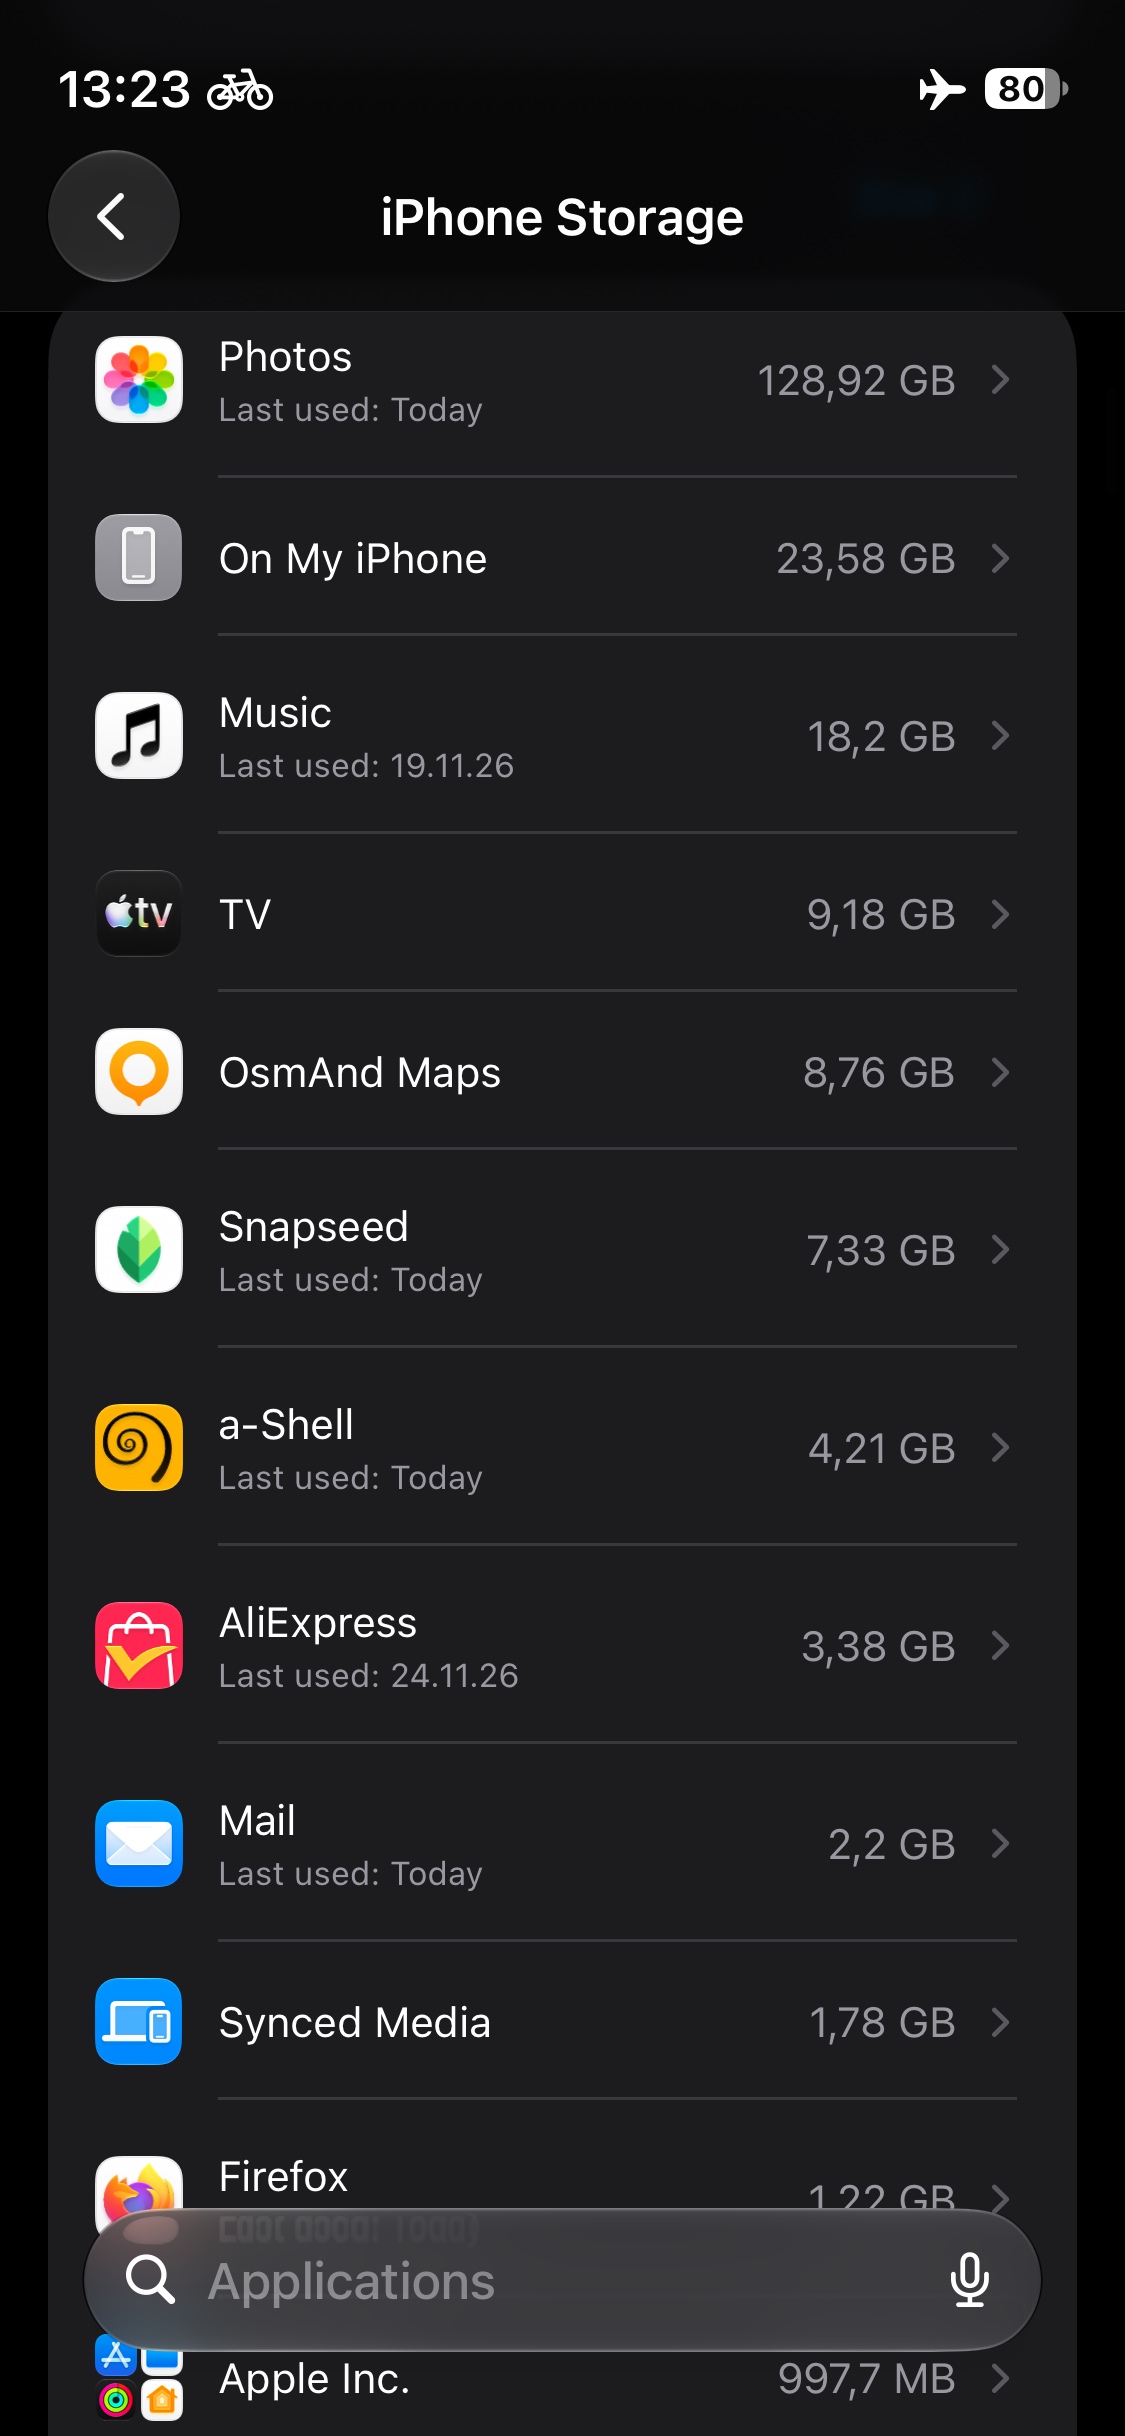 13:23
80
iPhone Storage
Photos
128,92 GB
Last used: Today
On My iPhone
23,58 GB
Music
18,2 GB
Last used: 19.11.26
tv
TV
9,18 GB
OsmAnd Maps
8,76 GB
Snapseed
7,33 GB
Last used: Today
a-Shell
4,21 GB
Last used: Today
AliExpress
3,38 GB
Last used: 24.11.26
Mail
2,2 GB
Last used: Today
Synced Media
1,78 GB
Firefox
1,22 GB
Applications
Apple Inc.
997,7 MB